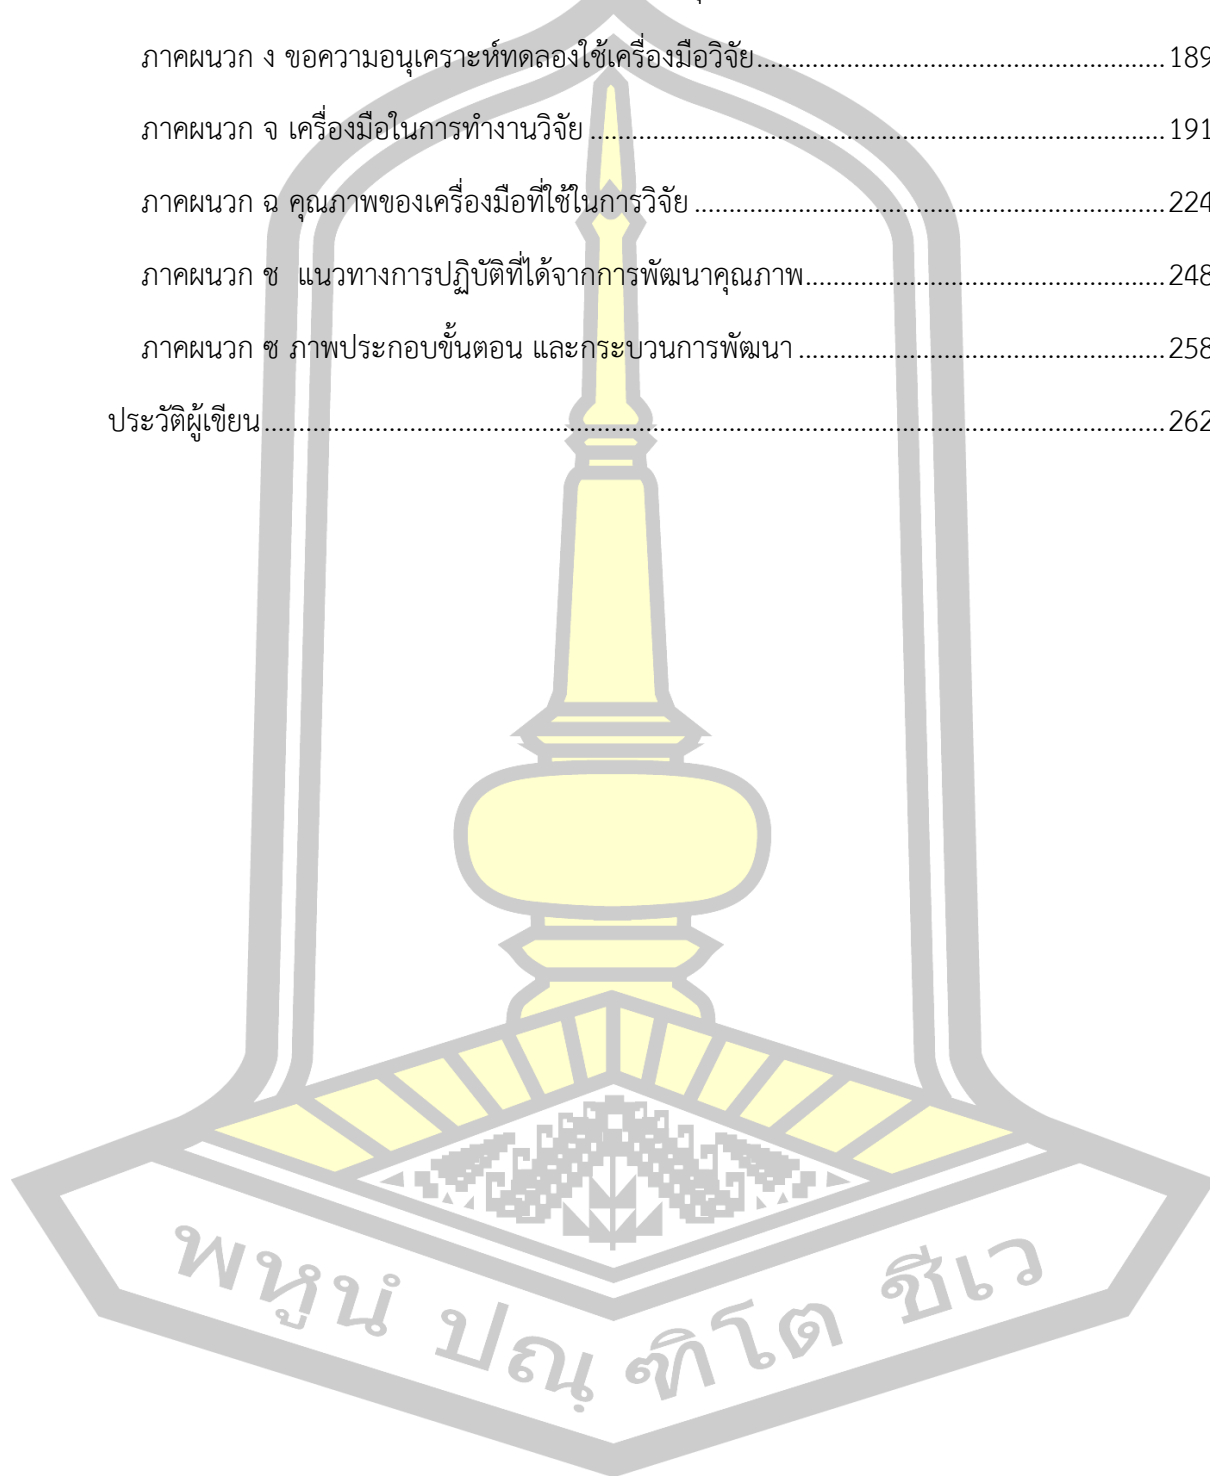 ภาคผนวก ง ขอความอนุเคราะห์ทดลองใช้เครื่องมือวิจัย 189
ภาคผนวก จ เครื่องมือในการทำงานวิจัย 191
ภาคผนวก ฉ คุณภาพของเครื่องมือที่ใช้ในการวิจัย 224
ภาคผนวก ช แนวทางการปฏิบัติที่ได้จากการพัฒนาคุณภาพ 248
ภาคผนวก ซ ภาพประกอบขั้นตอน และกระบวนการพัฒนา 258
ประวัติผู้เขียน 262
พหูนํ ปณฺฑิโต ชีเว